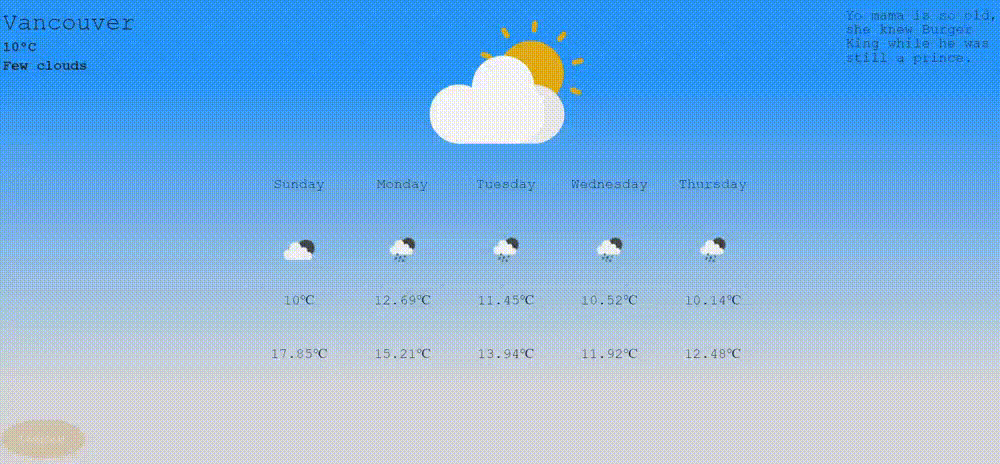 Vancouver
10°C
Few clouds
Yo mama is so old,
she knew Burger
King while he was
still a prince.
Sunday Monday Tuesday Wednesday Thursday
10℃ 12.69℃ 11.45℃ 10.52℃ 10.14℃
17.85℃ 15.21℃ 13.94℃ 11.92℃ 12.48℃